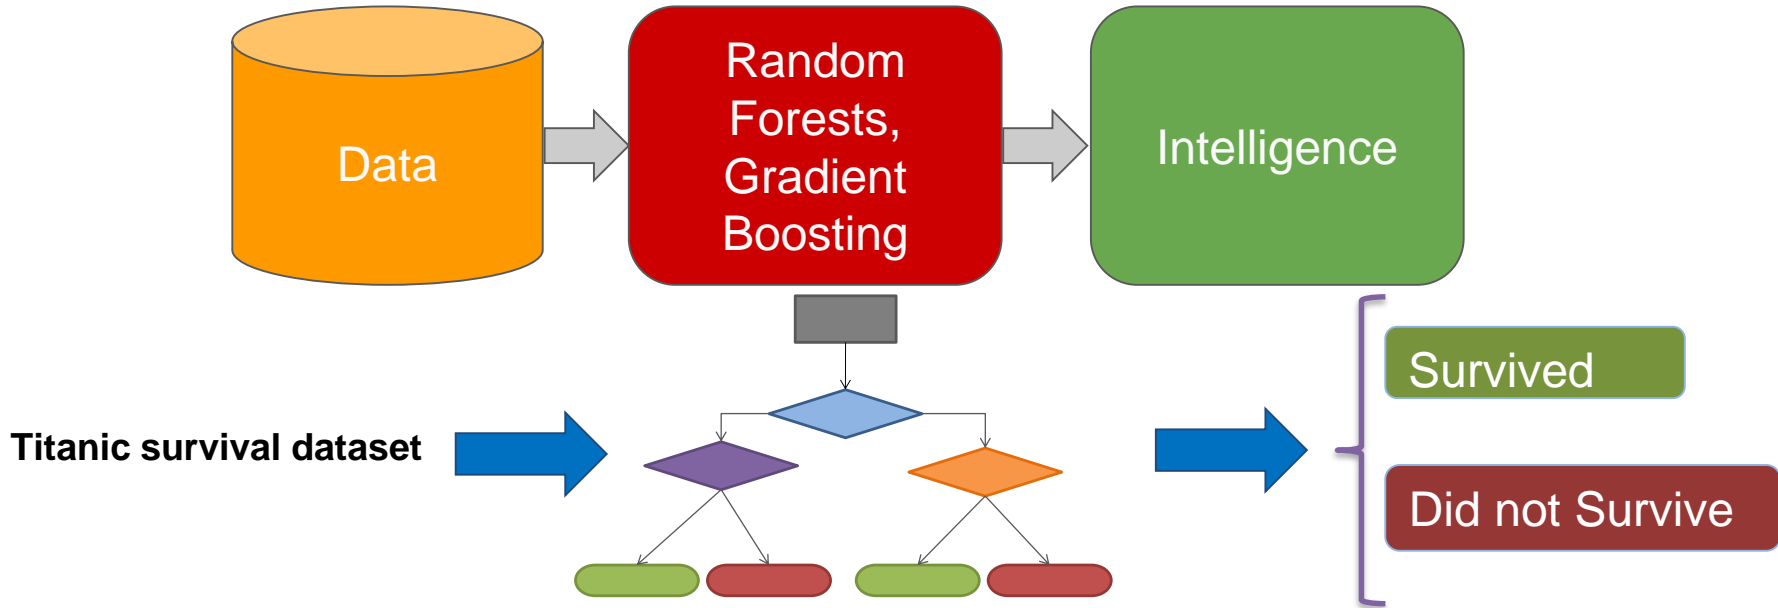 Data
Random
Forests,
Gradient
Boosting
Intelligence
Titanic survival dataset
Survived
Did not Survive